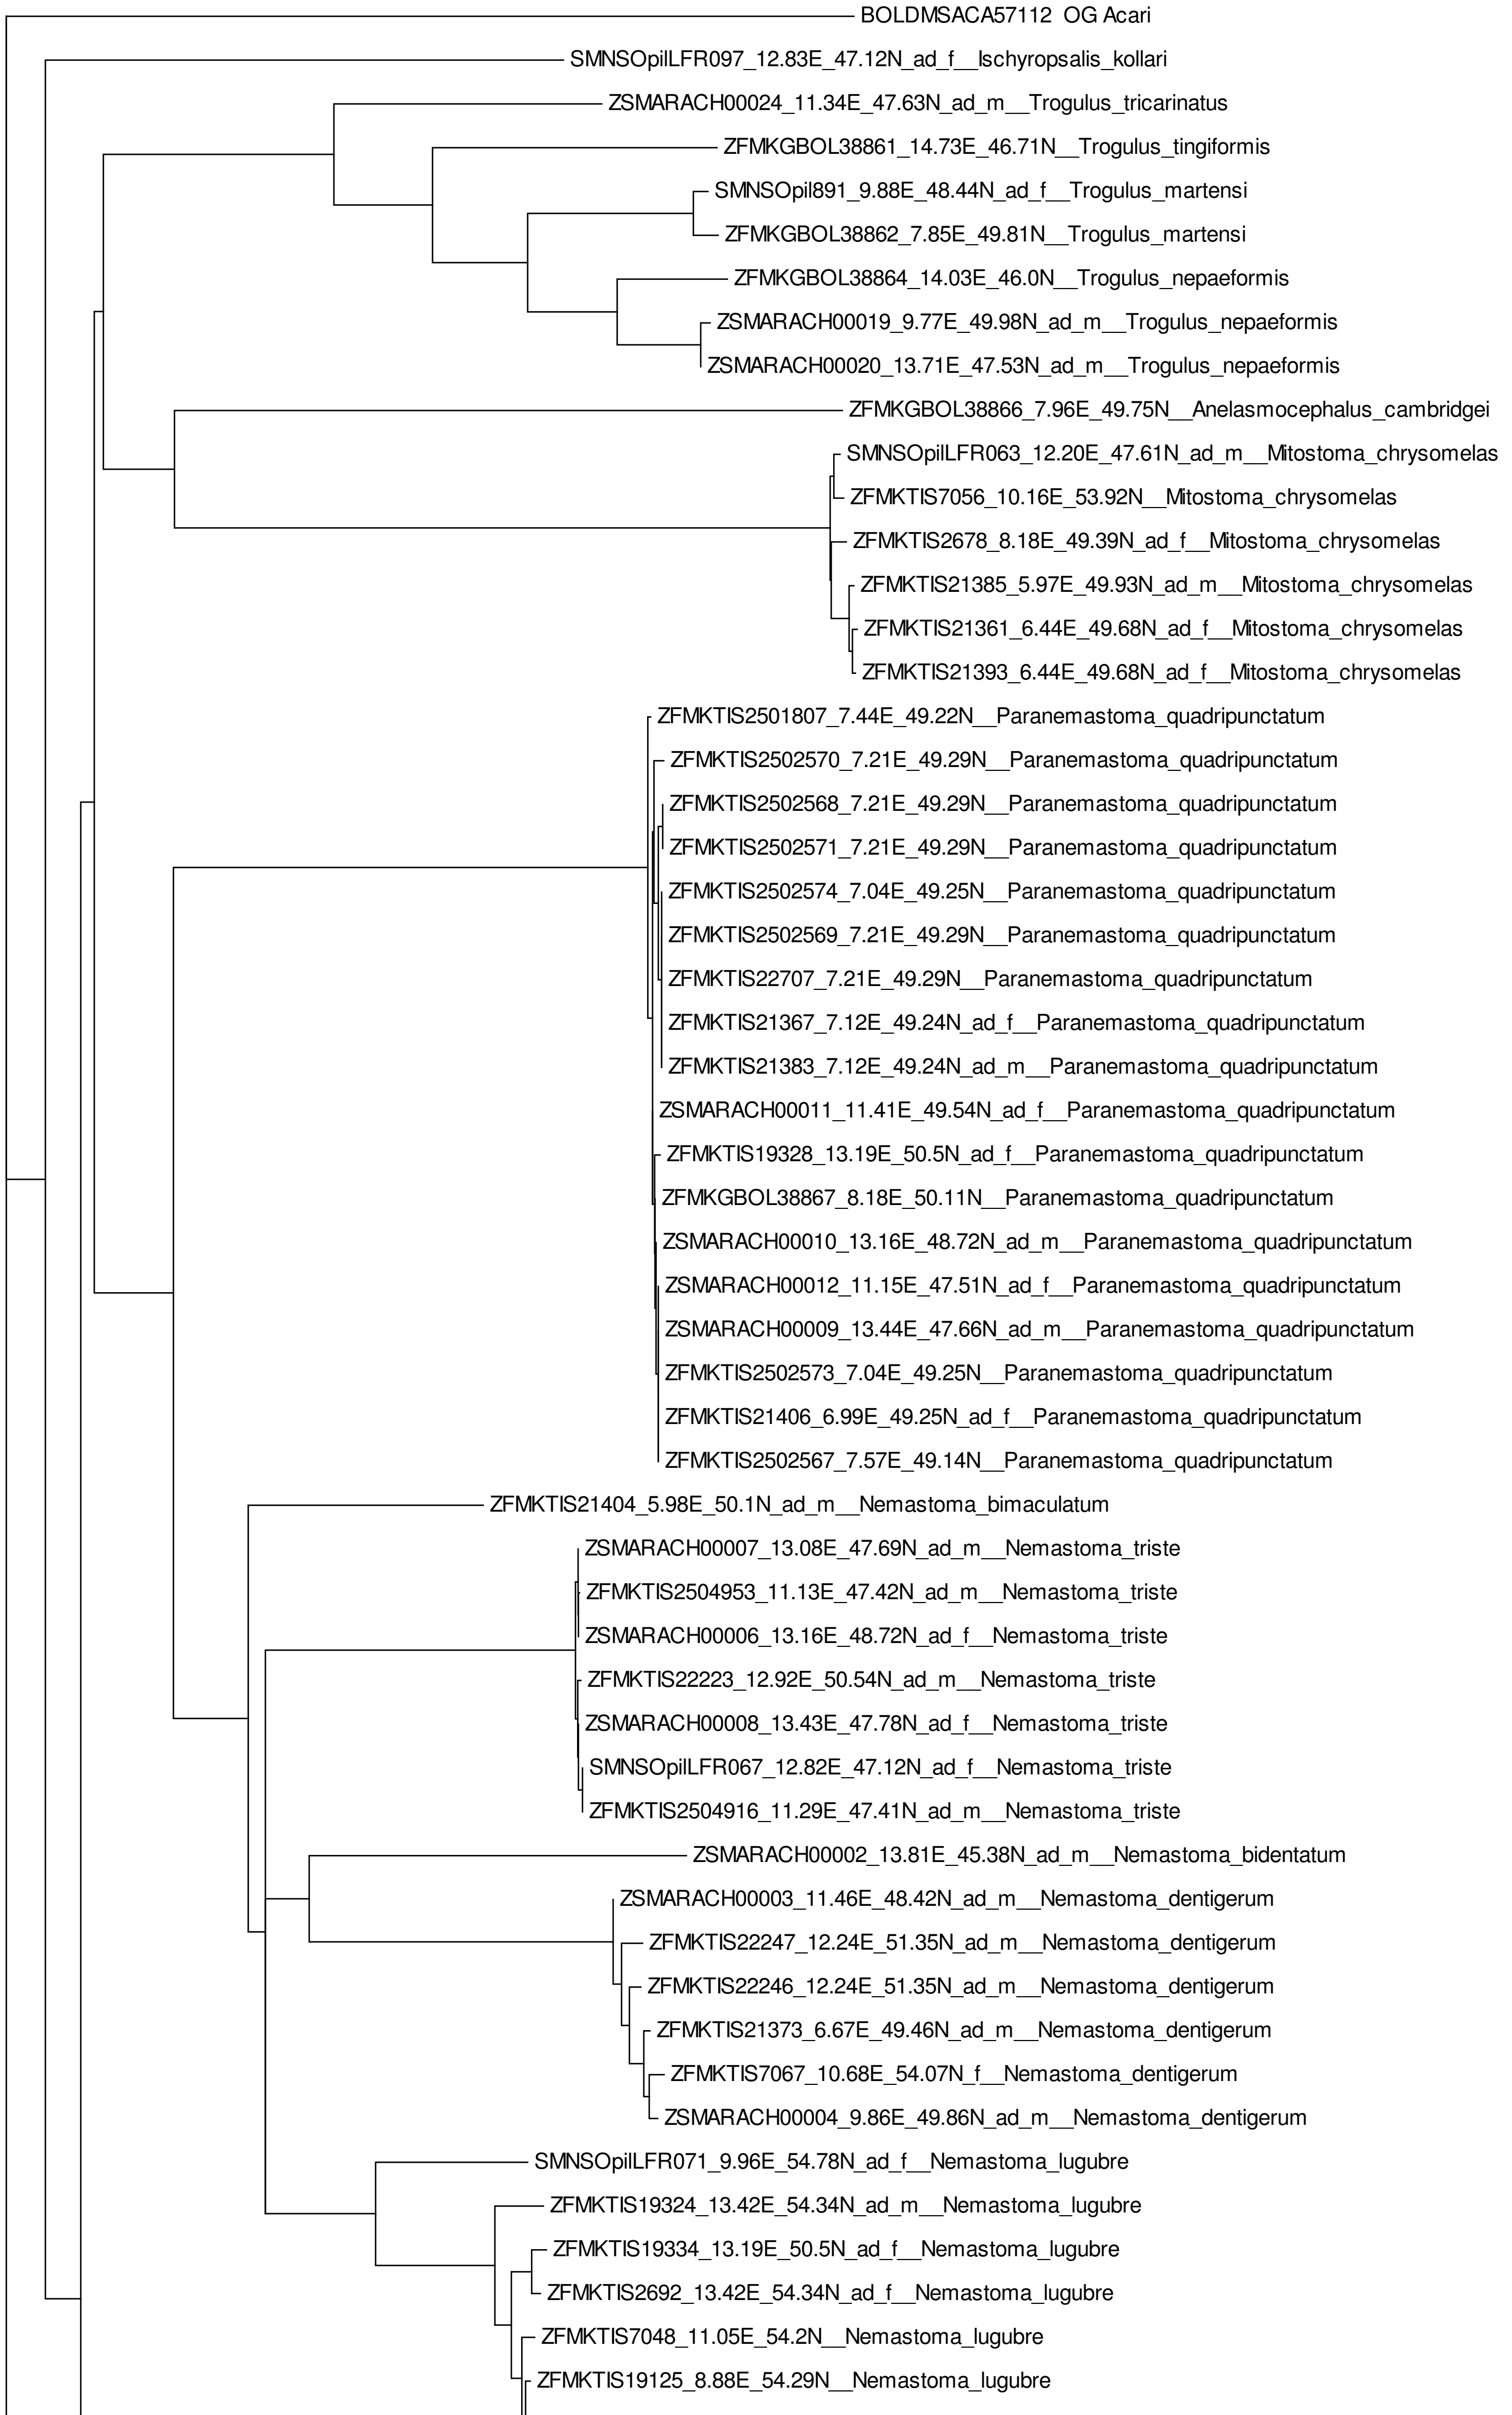 BOLDMSACA57112 OG Acari
SMNSOpilLFR097_12.83E_47.12N_ad_f__Ischyropsalis_kollari
ZSMARACH00024_11.34E_47.63N_ad_m__Trogulus_tricarinatus
ZFMKGBOL38861_14.73E_46.71N__Trogulus_tingiformis
SMNSOpil891_9.88E_48.44N_ad_f__Trogulus_martensi
ZFMKGBOL38862_7.85E_49.81N__Trogulus_martensi
ZFMKGBOL38864_14.03E_46.0N__Trogulus_nepaeformis
ZSMARACH00019_9.77E_49.98N_ad_m__Trogulus_nepaeformis
ZSMARACH00020_13.71E_47.53N_ad_m__Trogulus_nepaeformis
ZFMKGBOL38866_7.96E_49.75N__Anelasmocephalus_cambridgei
SMNSOpilLFR063_12.20E_47.61N_ad_m__Mitostoma_chrysomelas
ZFMKTIS7056_10.16E_53.92N__Mitostoma_chrysomelas
ZFMKTIS2678_8.18E_49.39N_ad_f__Mitostoma_chrysomelas
ZFMKTIS21385_5.97E_49.93N_ad_m__Mitostoma_chrysomelas
ZFMKTIS21361_6.44E_49.68N_ad_f__Mitostoma_chrysomelas
ZFMKTIS21393_6.44E_49.68N_ad_f__Mitostoma_chrysomelas
ZFMKTIS2501807_7.44E_49.22N__Paranemastoma_quadripunctatum
ZFMKTIS2502570_7.21E_49.29N__Paranemastoma_quadripunctatum
ZFMKTIS2502568_7.21E_49.29N__Paranemastoma_quadripunctatum
ZFMKTIS2502571_7.21E_49.29N__Paranemastoma_quadripunctatum
ZFMKTIS2502574_7.04E_49.25N__Paranemastoma_quadripunctatum
ZFMKTIS2502569_7.21E_49.29N__Paranemastoma_quadripunctatum
ZFMKTIS22707_7.21E_49.29N__Paranemastoma_quadripunctatum
ZFMKTIS21367_7.12E_49.24N_ad_f__Paranemastoma_quadripunctatum
ZFMKTIS21383_7.12E_49.24N_ad_m__Paranemastoma_quadripunctatum
ZSMARACH00011_11.41E_49.54N_ad_f__Paranemastoma_quadripunctatum
ZFMKTIS19328_13.19E_50.5N_ad_f__Paranemastoma_quadripunctatum
ZFMKGBOL38867_8.18E_50.11N__Paranemastoma_quadripunctatum
ZSMARACH00010_13.16E_48.72N_ad_m__Paranemastoma_quadripunctatum
ZSMARACH00012_11.15E_47.51N_ad_f__Paranemastoma_quadripunctatum
ZSMARACH00009_13.44E_47.66N_ad_m__Paranemastoma_quadripunctatum
ZFMKTIS2502573_7.04E_49.25N__Paranemastoma_quadripunctatum
ZFMKTIS21406_6.99E_49.25N_ad_f__Paranemastoma_quadripunctatum
ZFMKTIS2502567_7.57E_49.14N__Paranemastoma_quadripunctatum
ZFMKTIS21404_5.98E_50.1N_ad_m__Nemastoma_bimaculatum
ZSMARACH00007_13.08E_47.69N_ad_m__Nemastoma_triste
ZFMKTIS2504953_11.13E_47.42N_ad_m__Nemastoma_triste
ZSMARACH00006_13.16E_48.72N_ad_f__Nemastoma_triste
ZFMKTIS22223_12.92E_50.54N_ad_m__Nemastoma_triste
ZSMARACH00008_13.43E_47.78N_ad_f__Nemastoma_triste
SMNSOpilLFR067_12.82E_47.12N_ad_f__Nemastoma_triste
ZFMKTIS2504916_11.29E_47.41N_ad_m__Nemastoma_triste
ZSMARACH00002_13.81E_45.38N_ad_m__Nemastoma_bidentatum
ZSMARACH00003_11.46E_48.42N_ad_m__Nemastoma_dentigerum
ZFMKTIS22247_12.24E_51.35N_ad_m__Nemastoma_dentigerum
ZFMKTIS22246_12.24E_51.35N_ad_m__Nemastoma_dentigerum
ZFMKTIS21373_6.67E_49.46N_ad_m__Nemastoma_dentigerum
ZFMKTIS7067_10.68E_54.07N_f__Nemastoma_dentigerum
ZSMARACH00004_9.86E_49.86N_ad_m__Nemastoma_dentigerum
SMNSOpilLFR071_9.96E_54.78N_ad_f__Nemastoma_lugubre
ZFMKTIS19324_13.42E_54.34N_ad_m__Nemastoma_lugubre
ZFMKTIS19334_13.19E_50.5N_ad_f__Nemastoma_lugubre
ZFMKTIS2692_13.42E_54.34N_ad_f__Nemastoma_lugubre
ZFMKTIS7048_11.05E_54.2N__Nemastoma_lugubre
ZFMKTIS19125_8.88E_54.29N__Nemastoma_lugubre